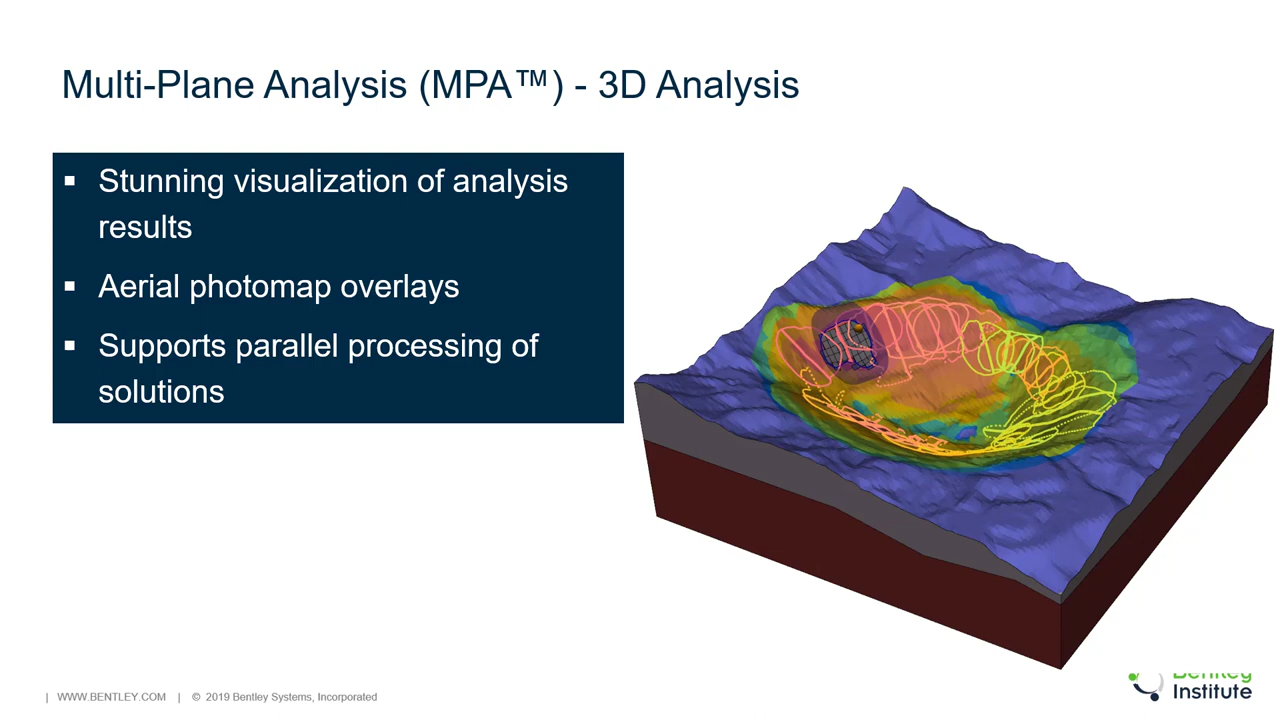 Multi-Plane Analysis (MPA™) - 3D Analysis
▪ Stunning visualization of analysis
results
▪ Aerial photomap overlays
▪ Supports parallel processing of
solutions
| WWW.BENTLEY.COM | © 2019 Bentley Systems, Incorporated
Bentley
Institute